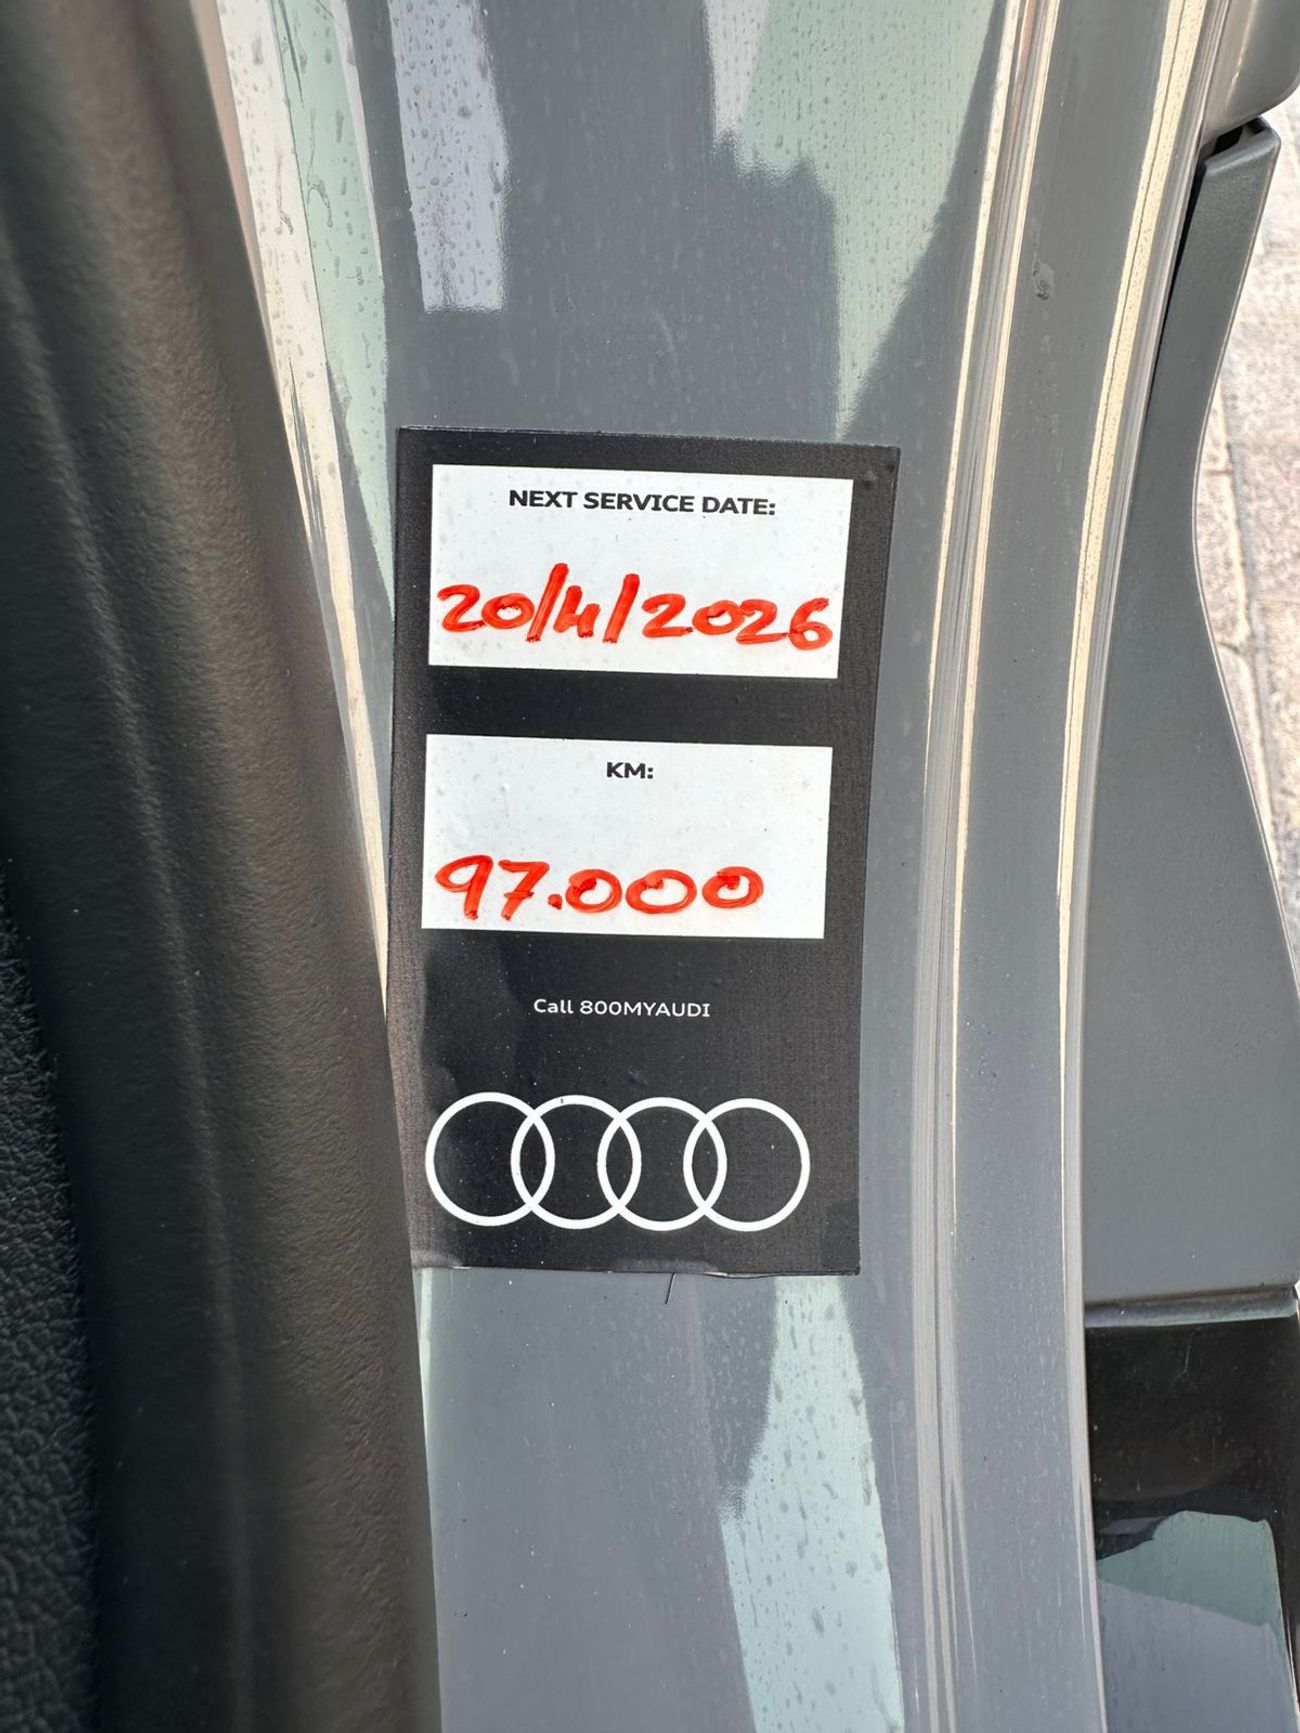 NEXT SERVICE DATE:
20/4/2026
KM:
97.000
Call 800MYAUDI